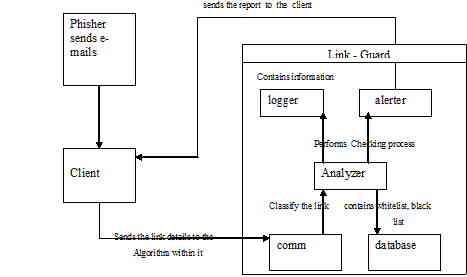 sends the report to the client
Phisher
sends e-
mails
Link - Guard
Contains information
logger
alerter
Performs Checking process
Client
Analyzer
Classify the link
contains whitelist, black
list
Sends the link details to the
Algorithm within it
comm
database